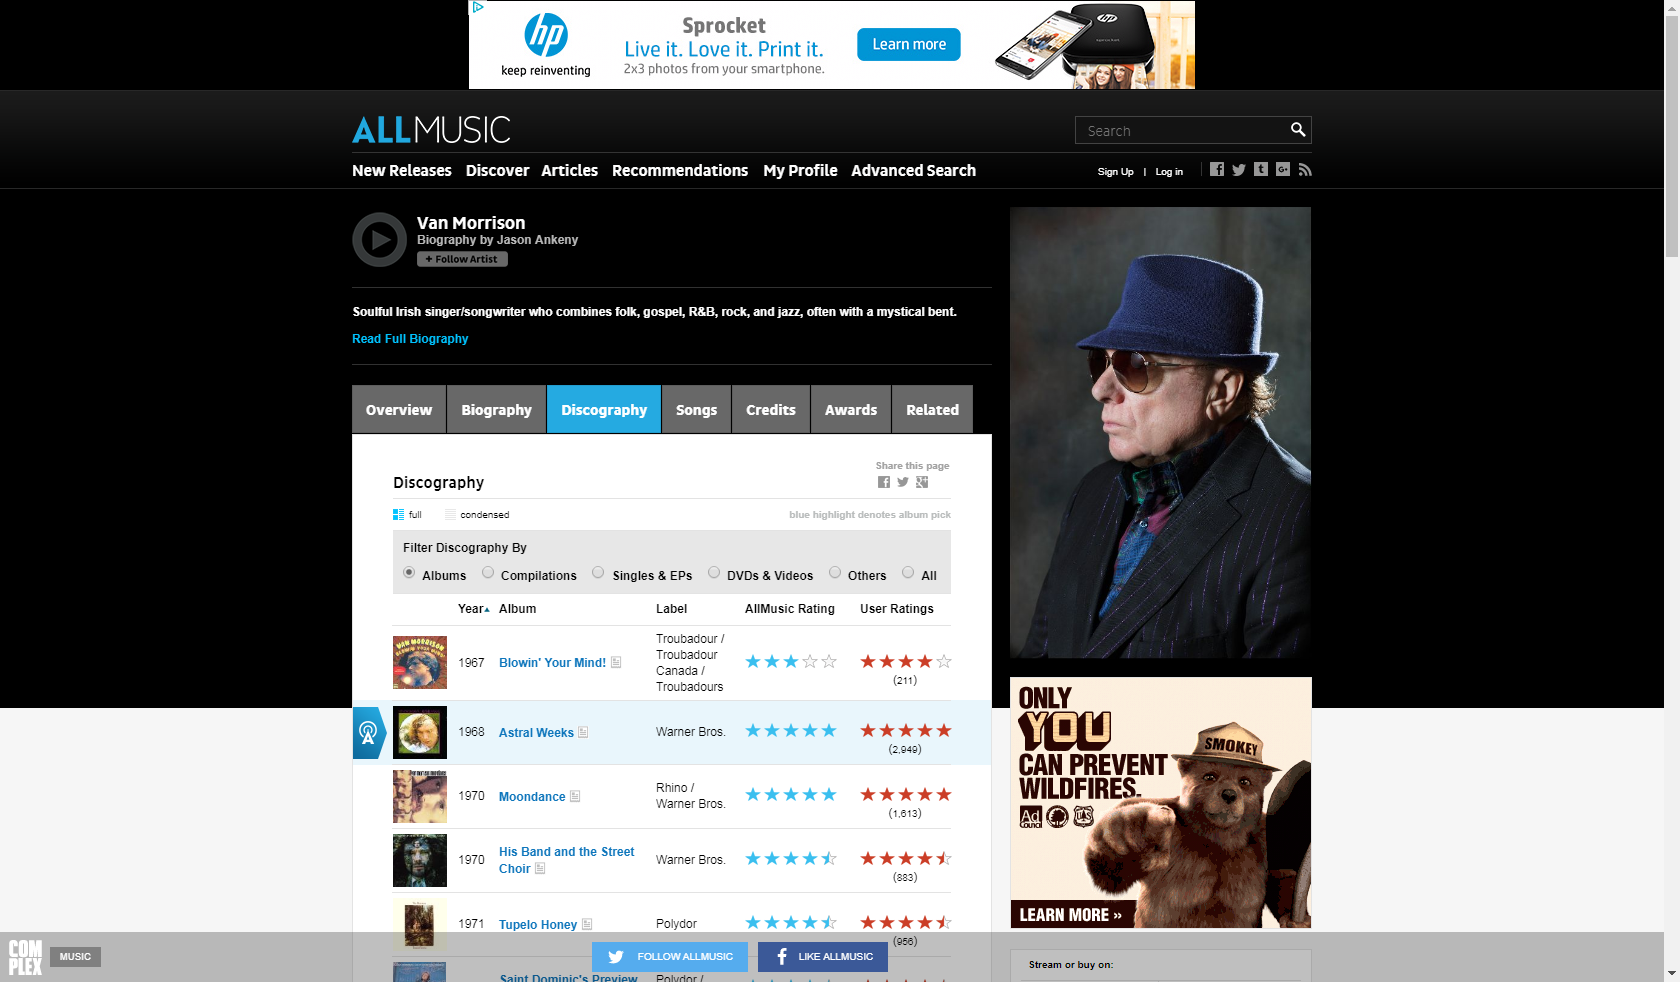 hp
keep reinventing
Sprocket
Live it. Love it. Print it.
2x3 photos from your smartphone.
Learn more
ALLMUSIC
Search
New Releases Discover Articles Recommendations My Profile Advanced Search
Sign Up | Log in
Van Morrison
Biography by Jason Ankeny
+ Follow Artist
Soulful Irish singer/songwriter who combines folk, gospel, R&B, rock, and jazz, often with a mystical bent.
Read Full Biography
Overview Biography Discography Songs Credits Awards Related
Share this page
Discography
full condensed blue highlight denotes album pick
Filter Discography By
Albums Compilations Singles & EPs DVDs & Videos Others All
Year Album Label AllMusic Rating User Ratings
1967 Blowin' Your Mind!
Troubadour /
Troubadour
Canada /
Troubadours
(211)
1968 Astral Weeks Warner Bros.
(2,949)
1970 Moondance
Rhino /
Warner Bros.
(1,613)
1970 His Band and the Street
Choir
Warner Bros.
(883)
1971 Tupelo Honey Polydor
(956)
Saint Dominic's Preview Polydor /
ONLY
YOU
CAN PREVENT
WILDFIRES.
SMOKEY
Ad
Council
US
LEARN MORE »
Stream or buy on:
COMPLEX
MUSIC
FOLLOW ALLMUSIC
LIKE ALLMUSIC